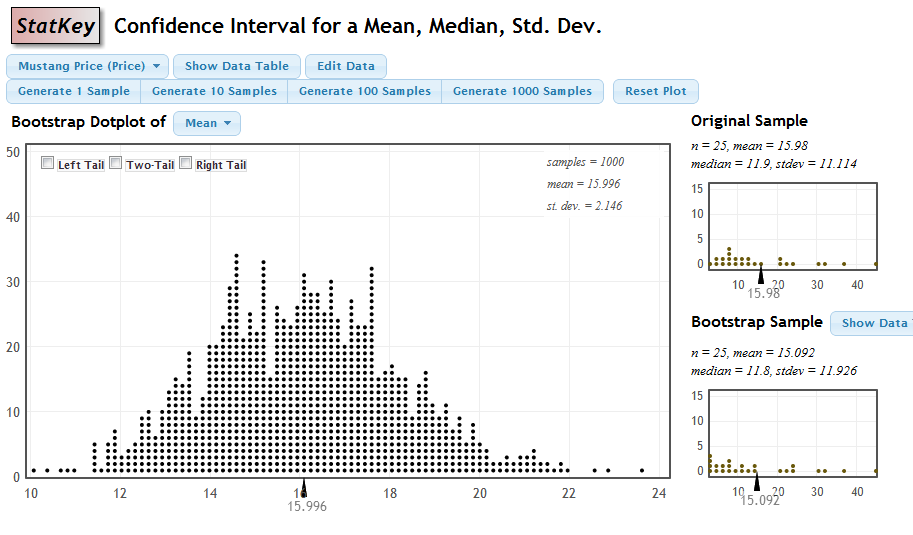 StatKey Confidence Interval for a Mean, Median, Std. Dev.
Mustang Price (Price) Show Data Table Edit Data
Generate 1 Sample Generate 10 Samples Generate 100 Samples Generate 1000 Samples Reset Plot
Bootstrap Dotplot of Mean
Left Tail Two-Tail Right Tail
samples = 1000
mean = 15.996
st. dev. = 2.146
50
40
30
20
10
0
10 12 14 16 18 20 22 24
15.996
Original Sample
n = 25, mean = 15.98
median = 11.9, stdev = 11.114
15
10
5
0
10 20 30 40
15.98
Bootstrap Sample Show Data
n = 25, mean = 15.092
median = 11.8, stdev = 11.926
15
10
5
0
10 20 30 40
15.092